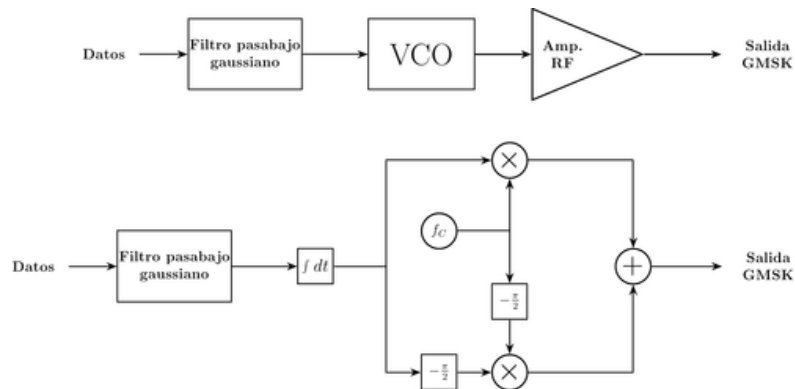 Datos
Filtro pasabajo
gaussiano
VCO
Amp.
RF
Salida
GMSK
Datos
Filtro pasabajo
gaussiano
∫ dt
f_C
−π/2
−π/2
×
×
+
Salida
GMSK